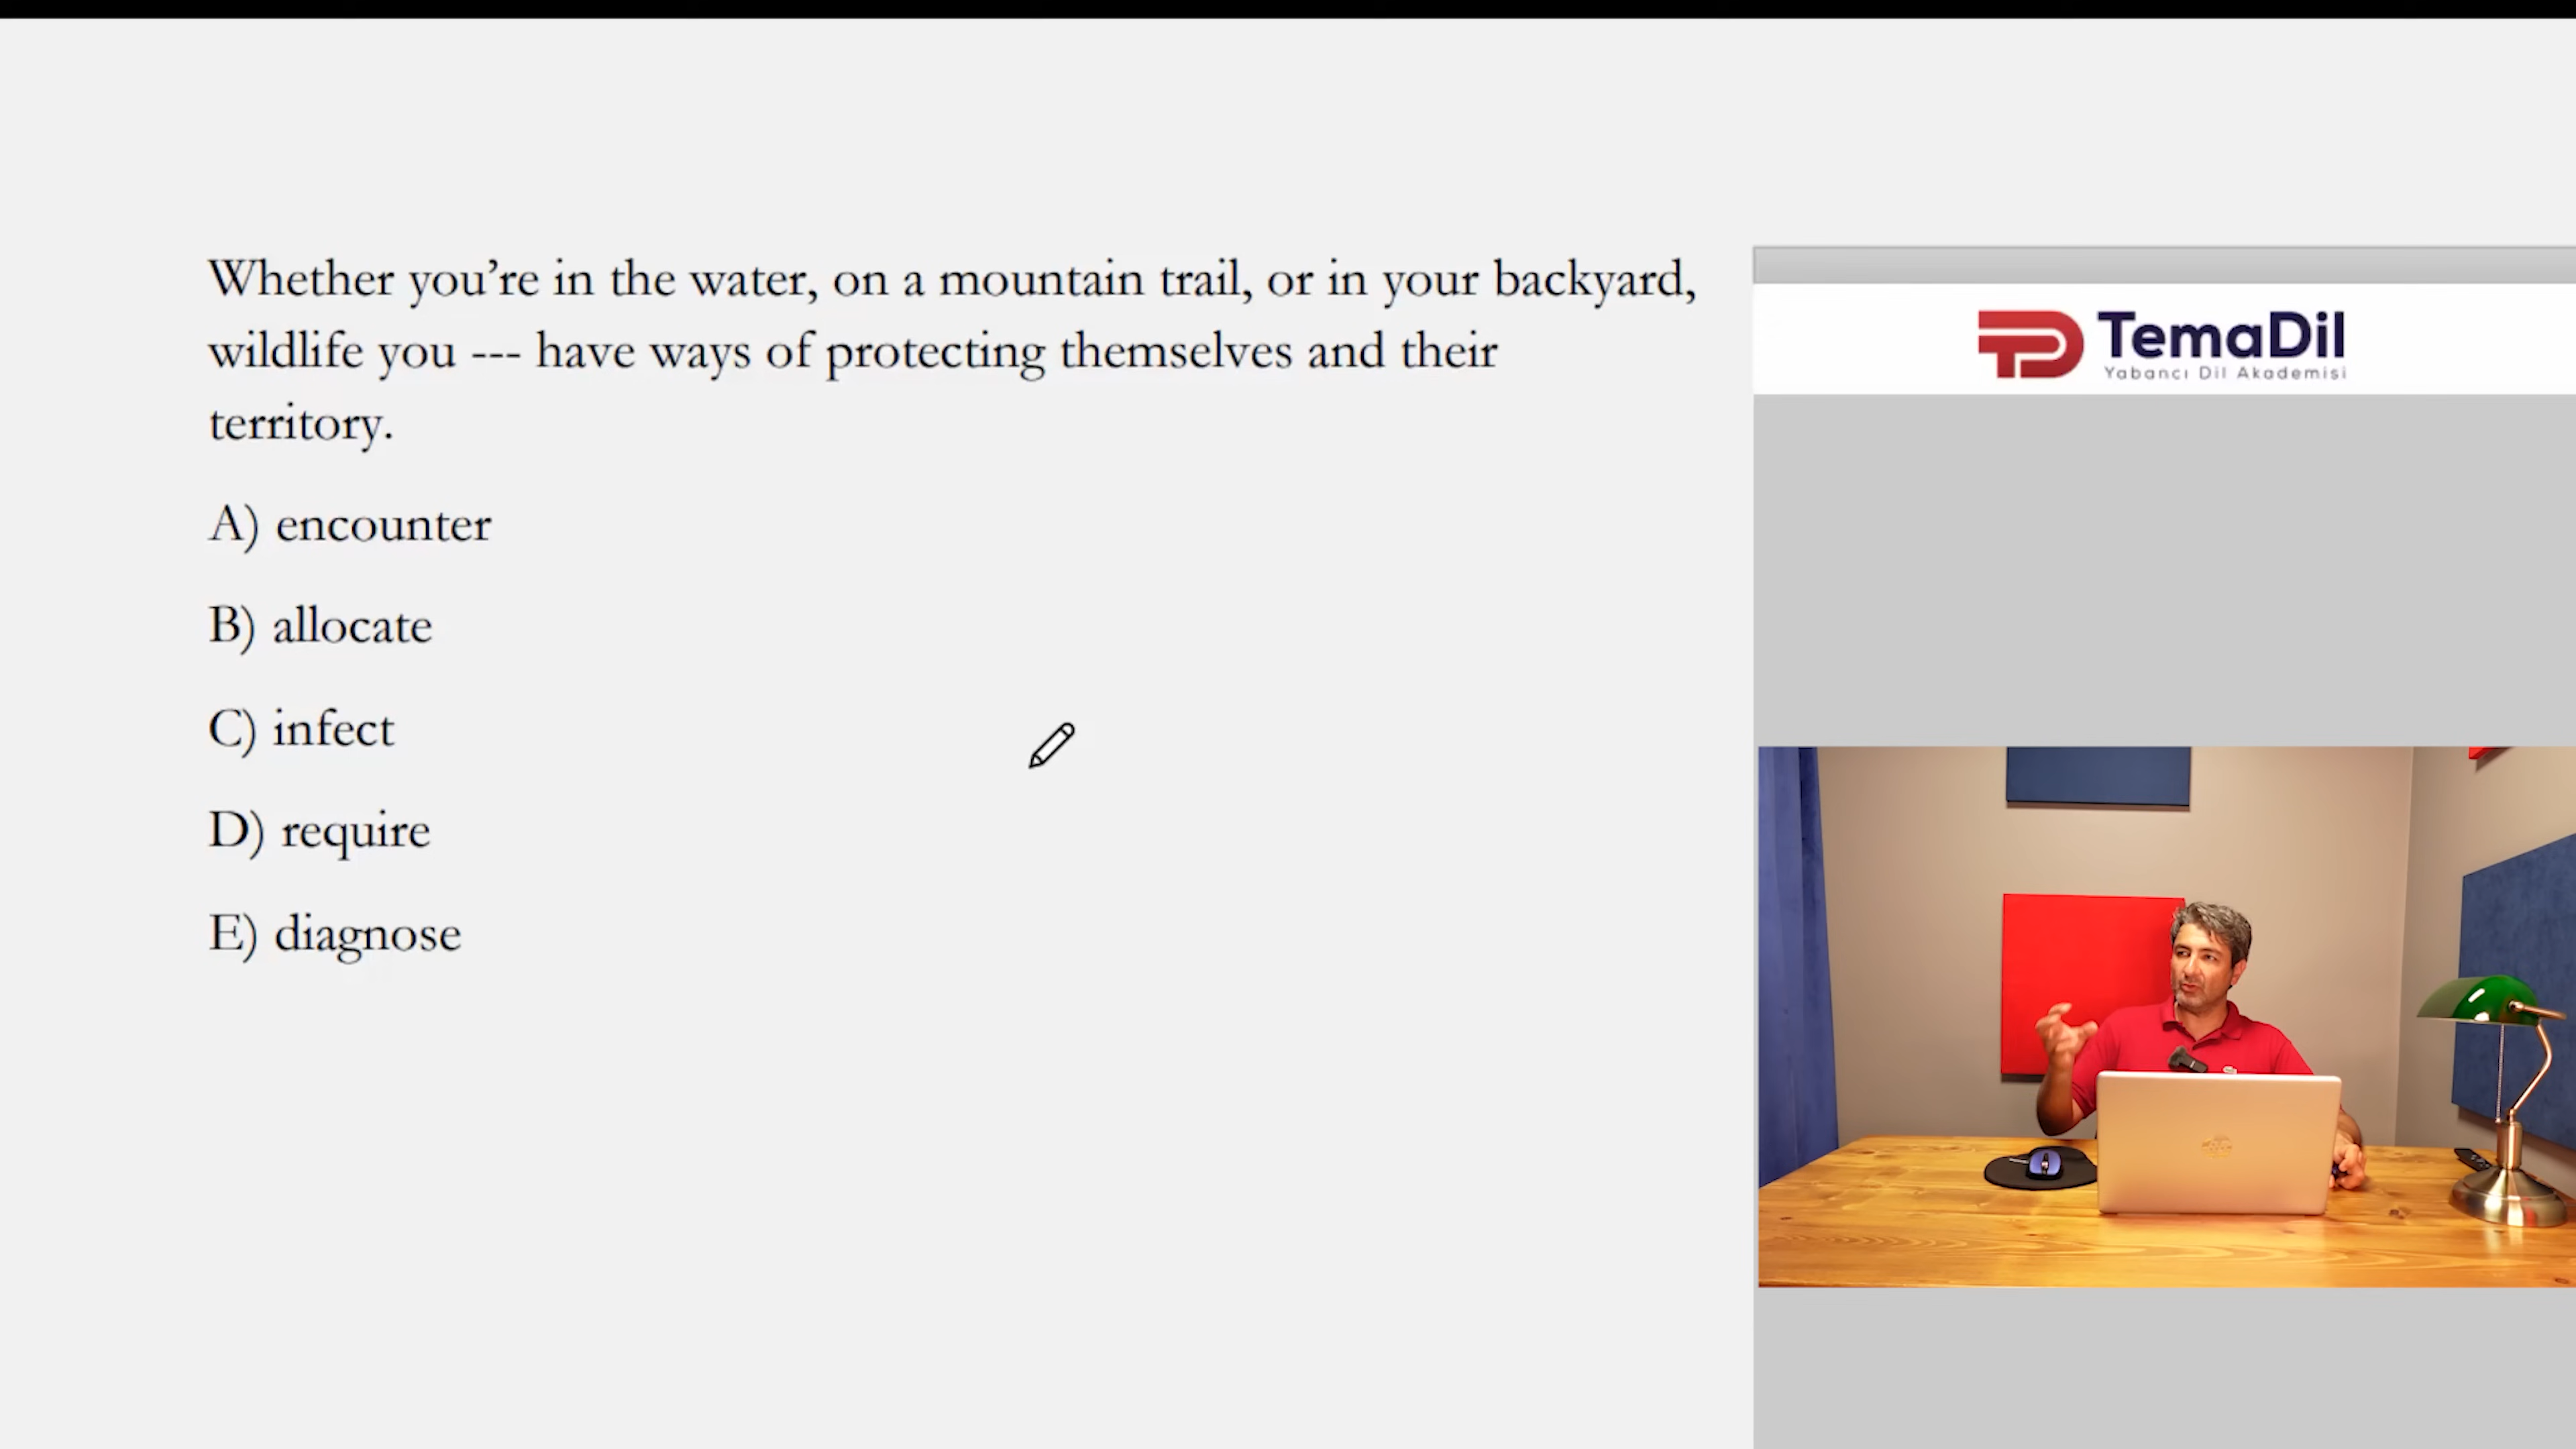 Whether you’re in the water, on a mountain trail, or in your backyard,
wildlife you --- have ways of protecting themselves and their
territory.
A) encounter
B) allocate
C) infect
D) require
E) diagnose
TemaDil
Yabancı Dil Akademisi